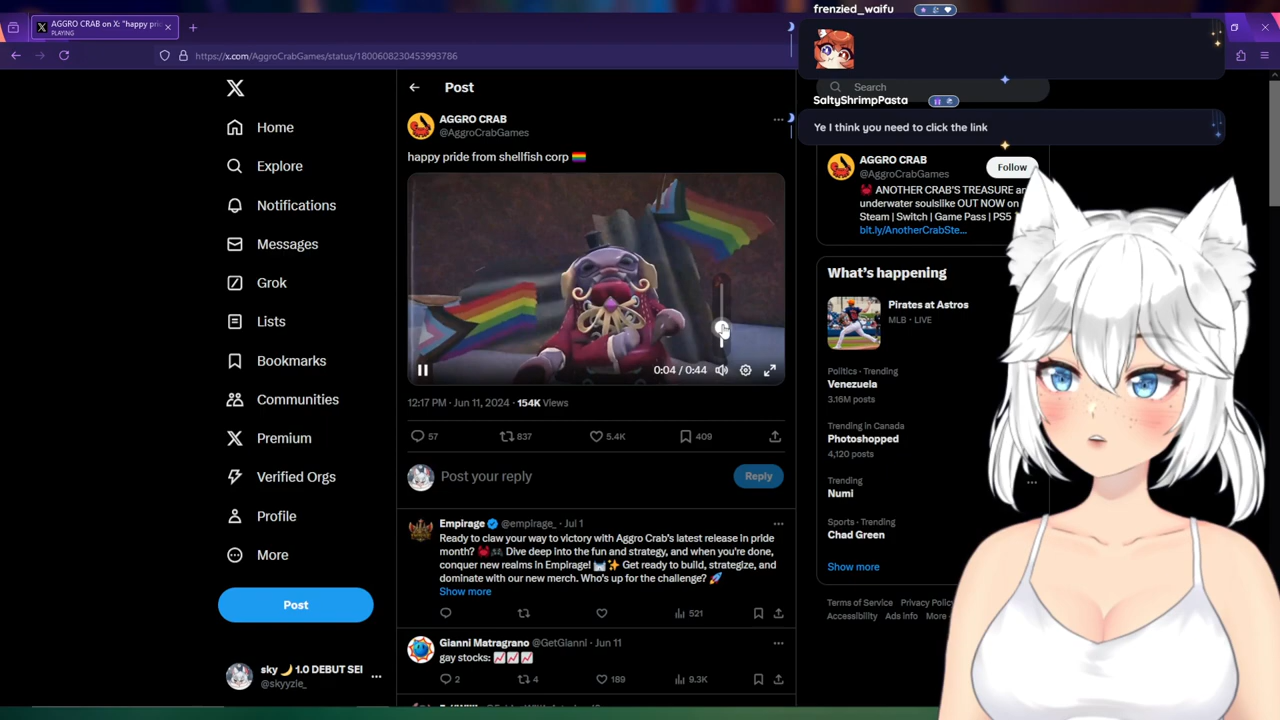 frenzied_waifu
AGGRO CRAB on X: "happy pri
PLAYING
https://x.com/AggroCrabGames/status/1800608230453993786
Search
SaltyShrimpPasta
Ye I think you need to click the link
Home
Explore
Notifications
Messages
Grok
Lists
Bookmarks
Communities
Premium
Verified Orgs
Profile
More
Post
sky 🌙 1.0 DEBUT SE
@skyyzie_
Post
AGGRO CRAB
@AggroCrabGames
happy pride from shellfish corp 🏳️‍🌈
0:04 / 0:44
12:17 PM · Jun 11, 2024 · 154K Views
57
837
5.4K
409
Post your reply
Reply
Empirage @empirage_ · Jul 1
Ready to claw your way to victory with Aggro Crab's latest release in pride
month? 🦀🎮 Dive deep into the fun and strategy, and when you're done,
conquer new realms in Empirage! 🏰✨ Get ready to build, strategize, and
dominate with our new merch. Who's up for the challenge? 🚀
Show more
521
Gianni Matragrano @GetGianni · Jun 11
gay stocks: 📈📈📈
2
4
189
9.3K
AGGRO CRAB
@AggroCrabGames
Follow
🦀 ANOTHER CRAB'S TREASURE an
underwater soulslike OUT NOW on
Steam | Switch | Game Pass | PS5
bit.ly/AnotherCrabSte…
What's happening
Pirates at Astros
MLB · LIVE
Politics · Trending
Venezuela
3.16M posts
Trending in Canada
Photoshopped
4,120 posts
Trending
Numi
Sports · Trending
Chad Green
Show more
Terms of Service Privacy Polic
Accessibility Ads info More